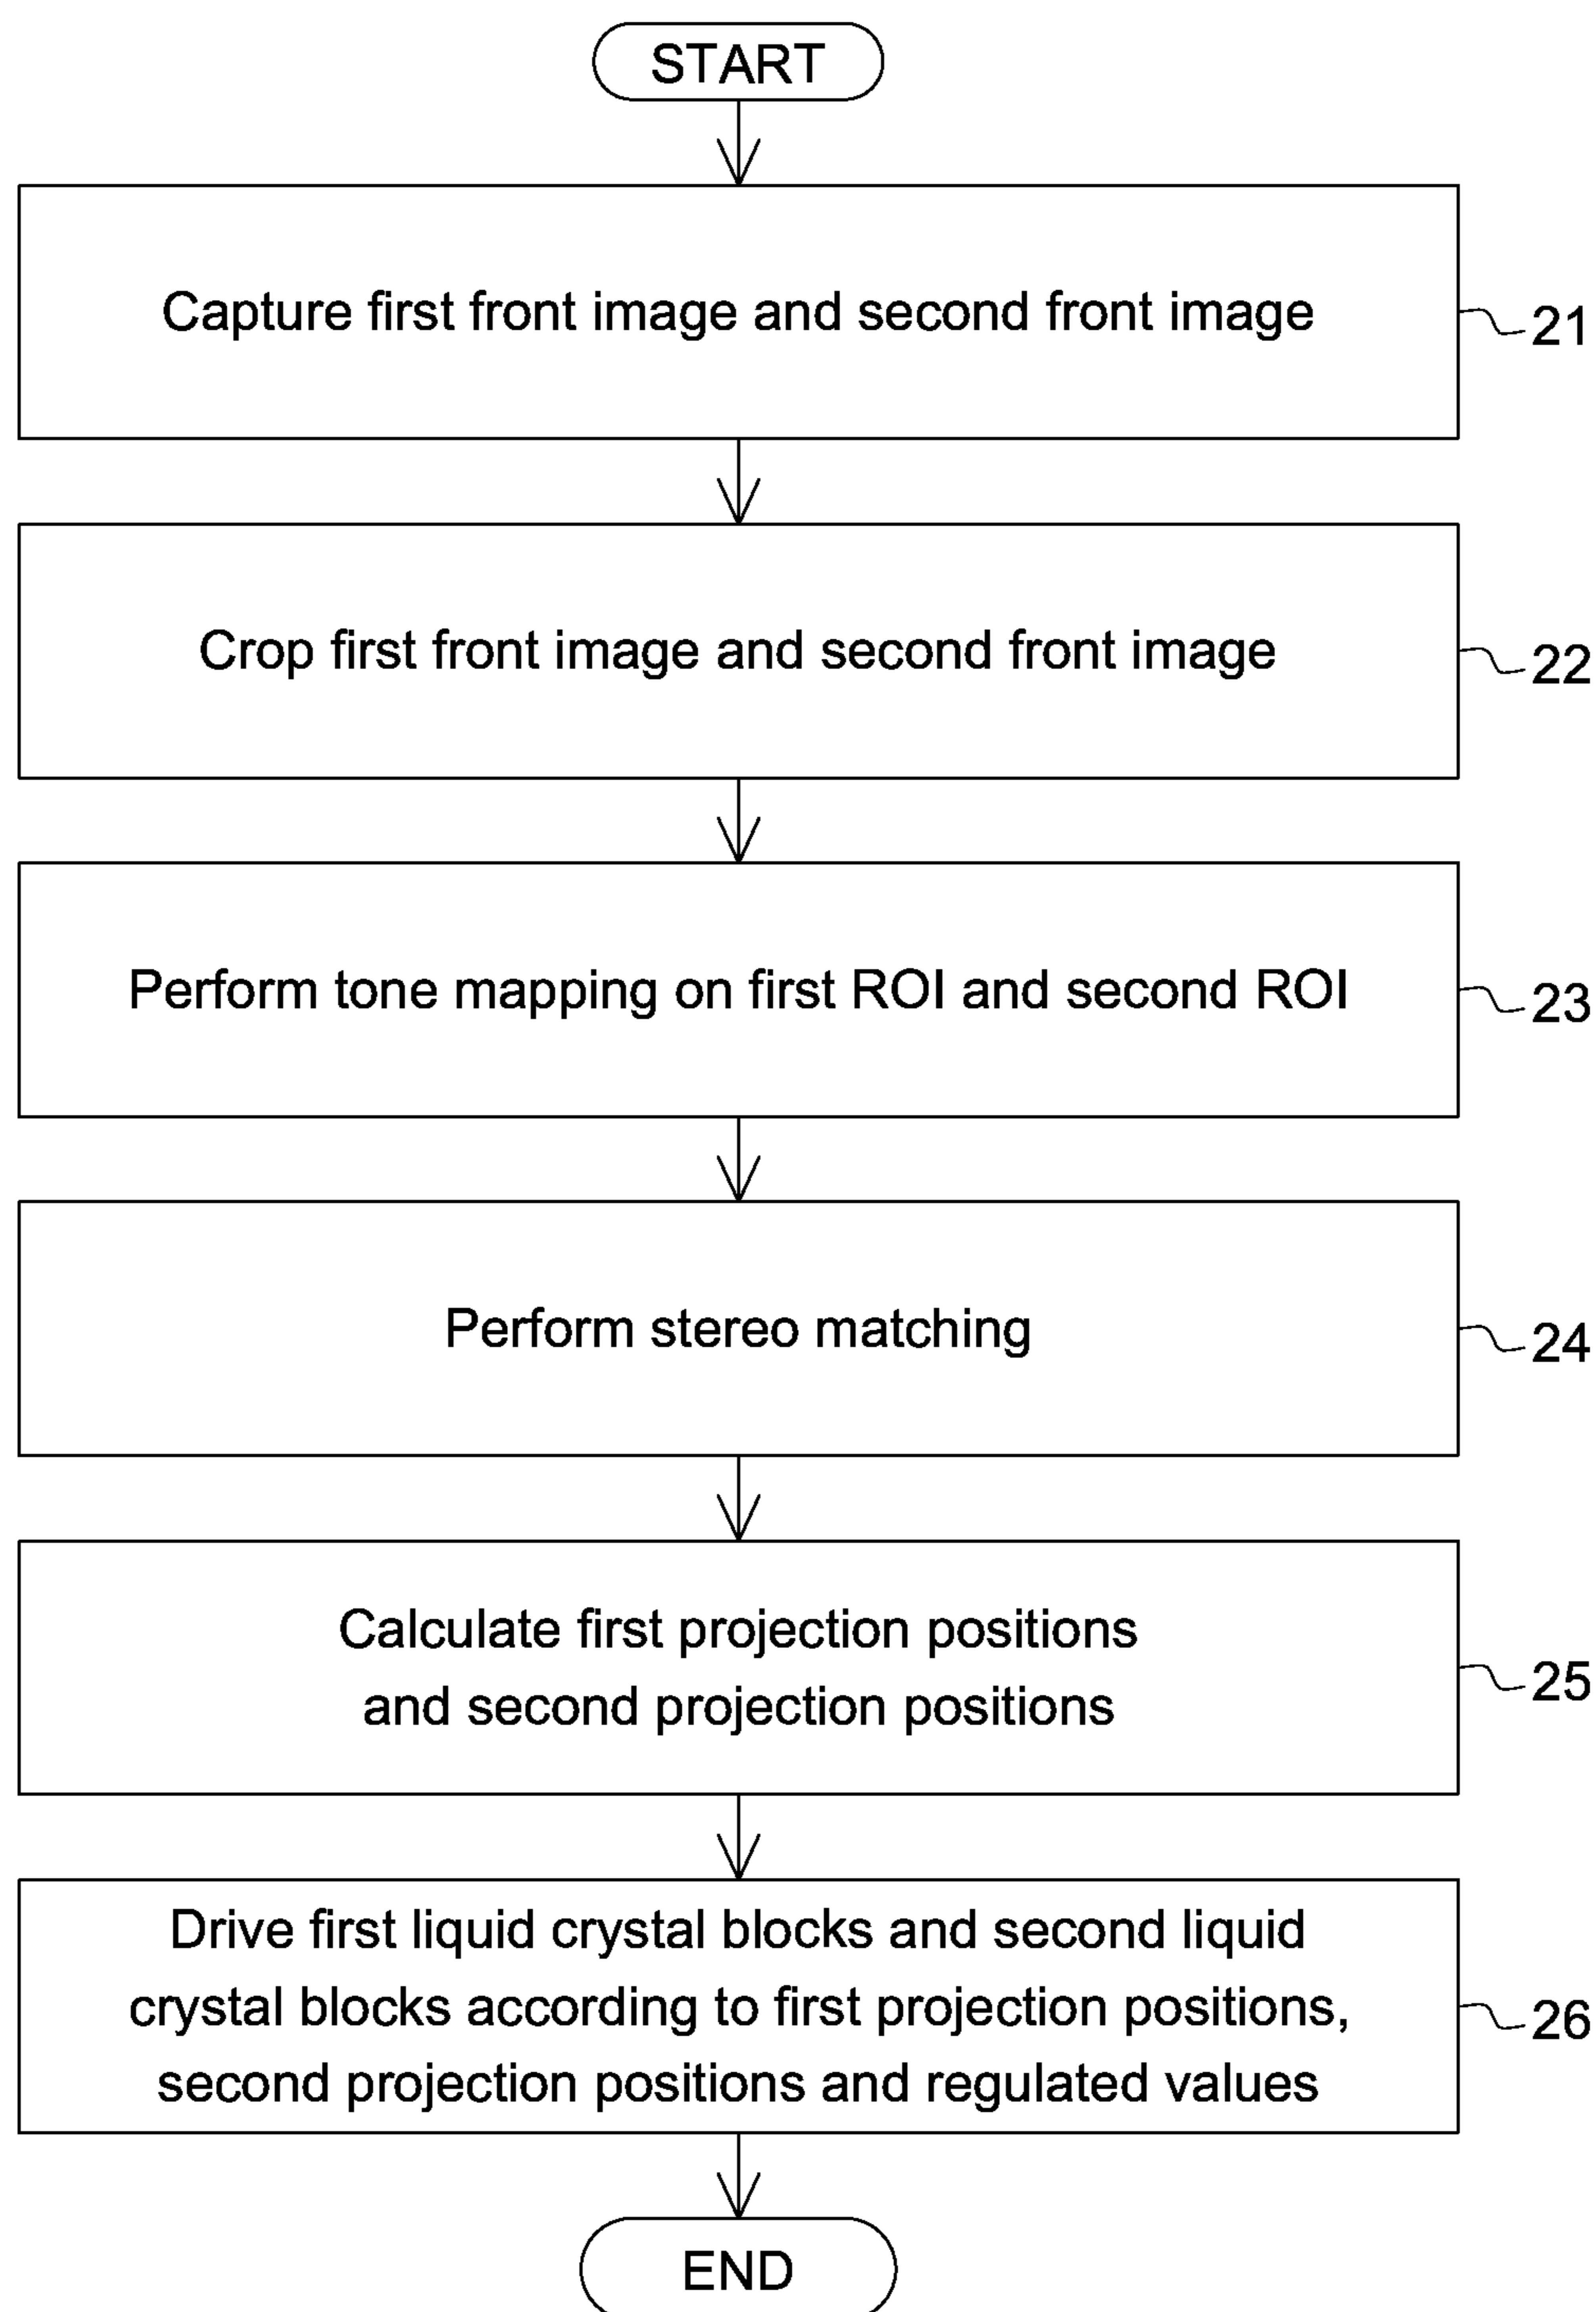 START
Capture first front image and second front image
21
Crop first front image and second front image
22
Perform tone mapping on first ROI and second ROI
23
Perform stereo matching
24
Calculate first projection positions
and second projection positions
25
Drive first liquid crystal blocks and second liquid
crystal blocks according to first projection positions,
second projection positions and regulated values
26
END